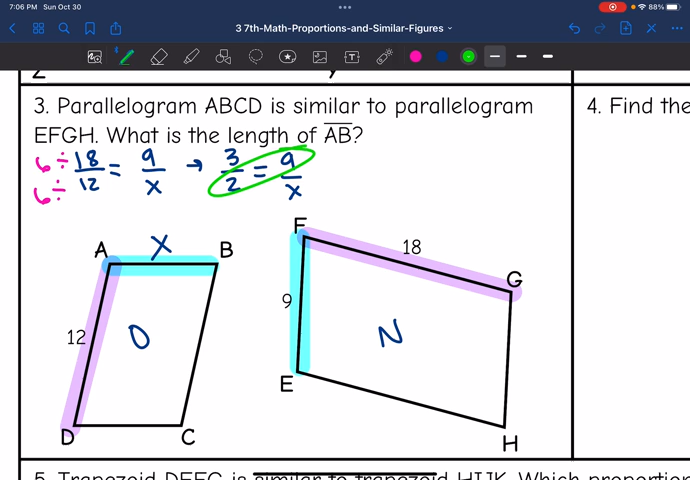 7:06 PM Sun Oct 30
88%
3 7th-Math-Proportions-and-Similar-Figures
3. Parallelogram ABCD is similar to parallelogram
EFGH. What is the length of AB?
6 ÷ 18/12 = 9/x → 3/2 = 9/x
6 ÷
4. Find the
A X B
12 O
D C
F 18 G
9 N
E H
5. Trapezoid DEFG is similar to trapezoid HIJK. Which proportion